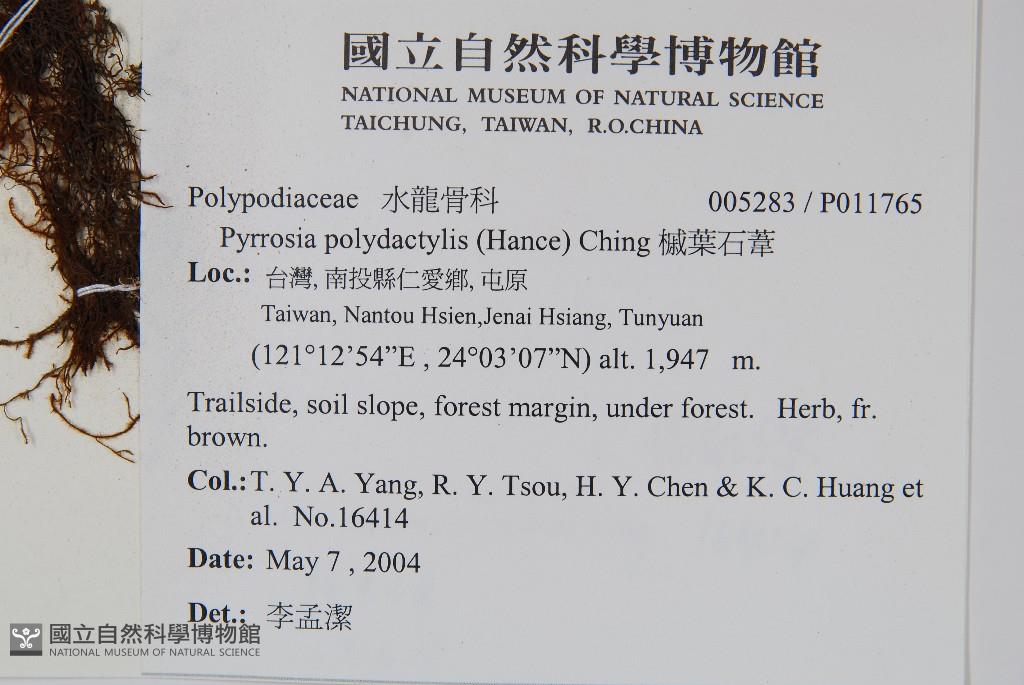 國立自然科學博物館
NATIONAL MUSEUM OF NATURAL SCIENCE
TAICHUNG, TAIWAN, R.O.CHINA
Polypodiaceae 水龍骨科 005283 / P011765
Pyrrosia polydactylis (Hance) Ching 槭葉石葦
Loc.: 台灣, 南投縣仁愛鄉, 屯原
Taiwan, Nantou Hsien,Jenai Hsiang, Tunyuan
(121°12’54”E , 24°03’07”N) alt. 1,947 m.
Trailside, soil slope, forest margin, under forest. Herb, fr.
brown.
Col.:T. Y. A. Yang, R. Y. Tsou, H. Y. Chen & K. C. Huang et
al. No.16414
Date: May 7 , 2004
Det.: 李孟潔
國立自然科學博物館
NATIONAL MUSEUM OF NATURAL SCIENCE